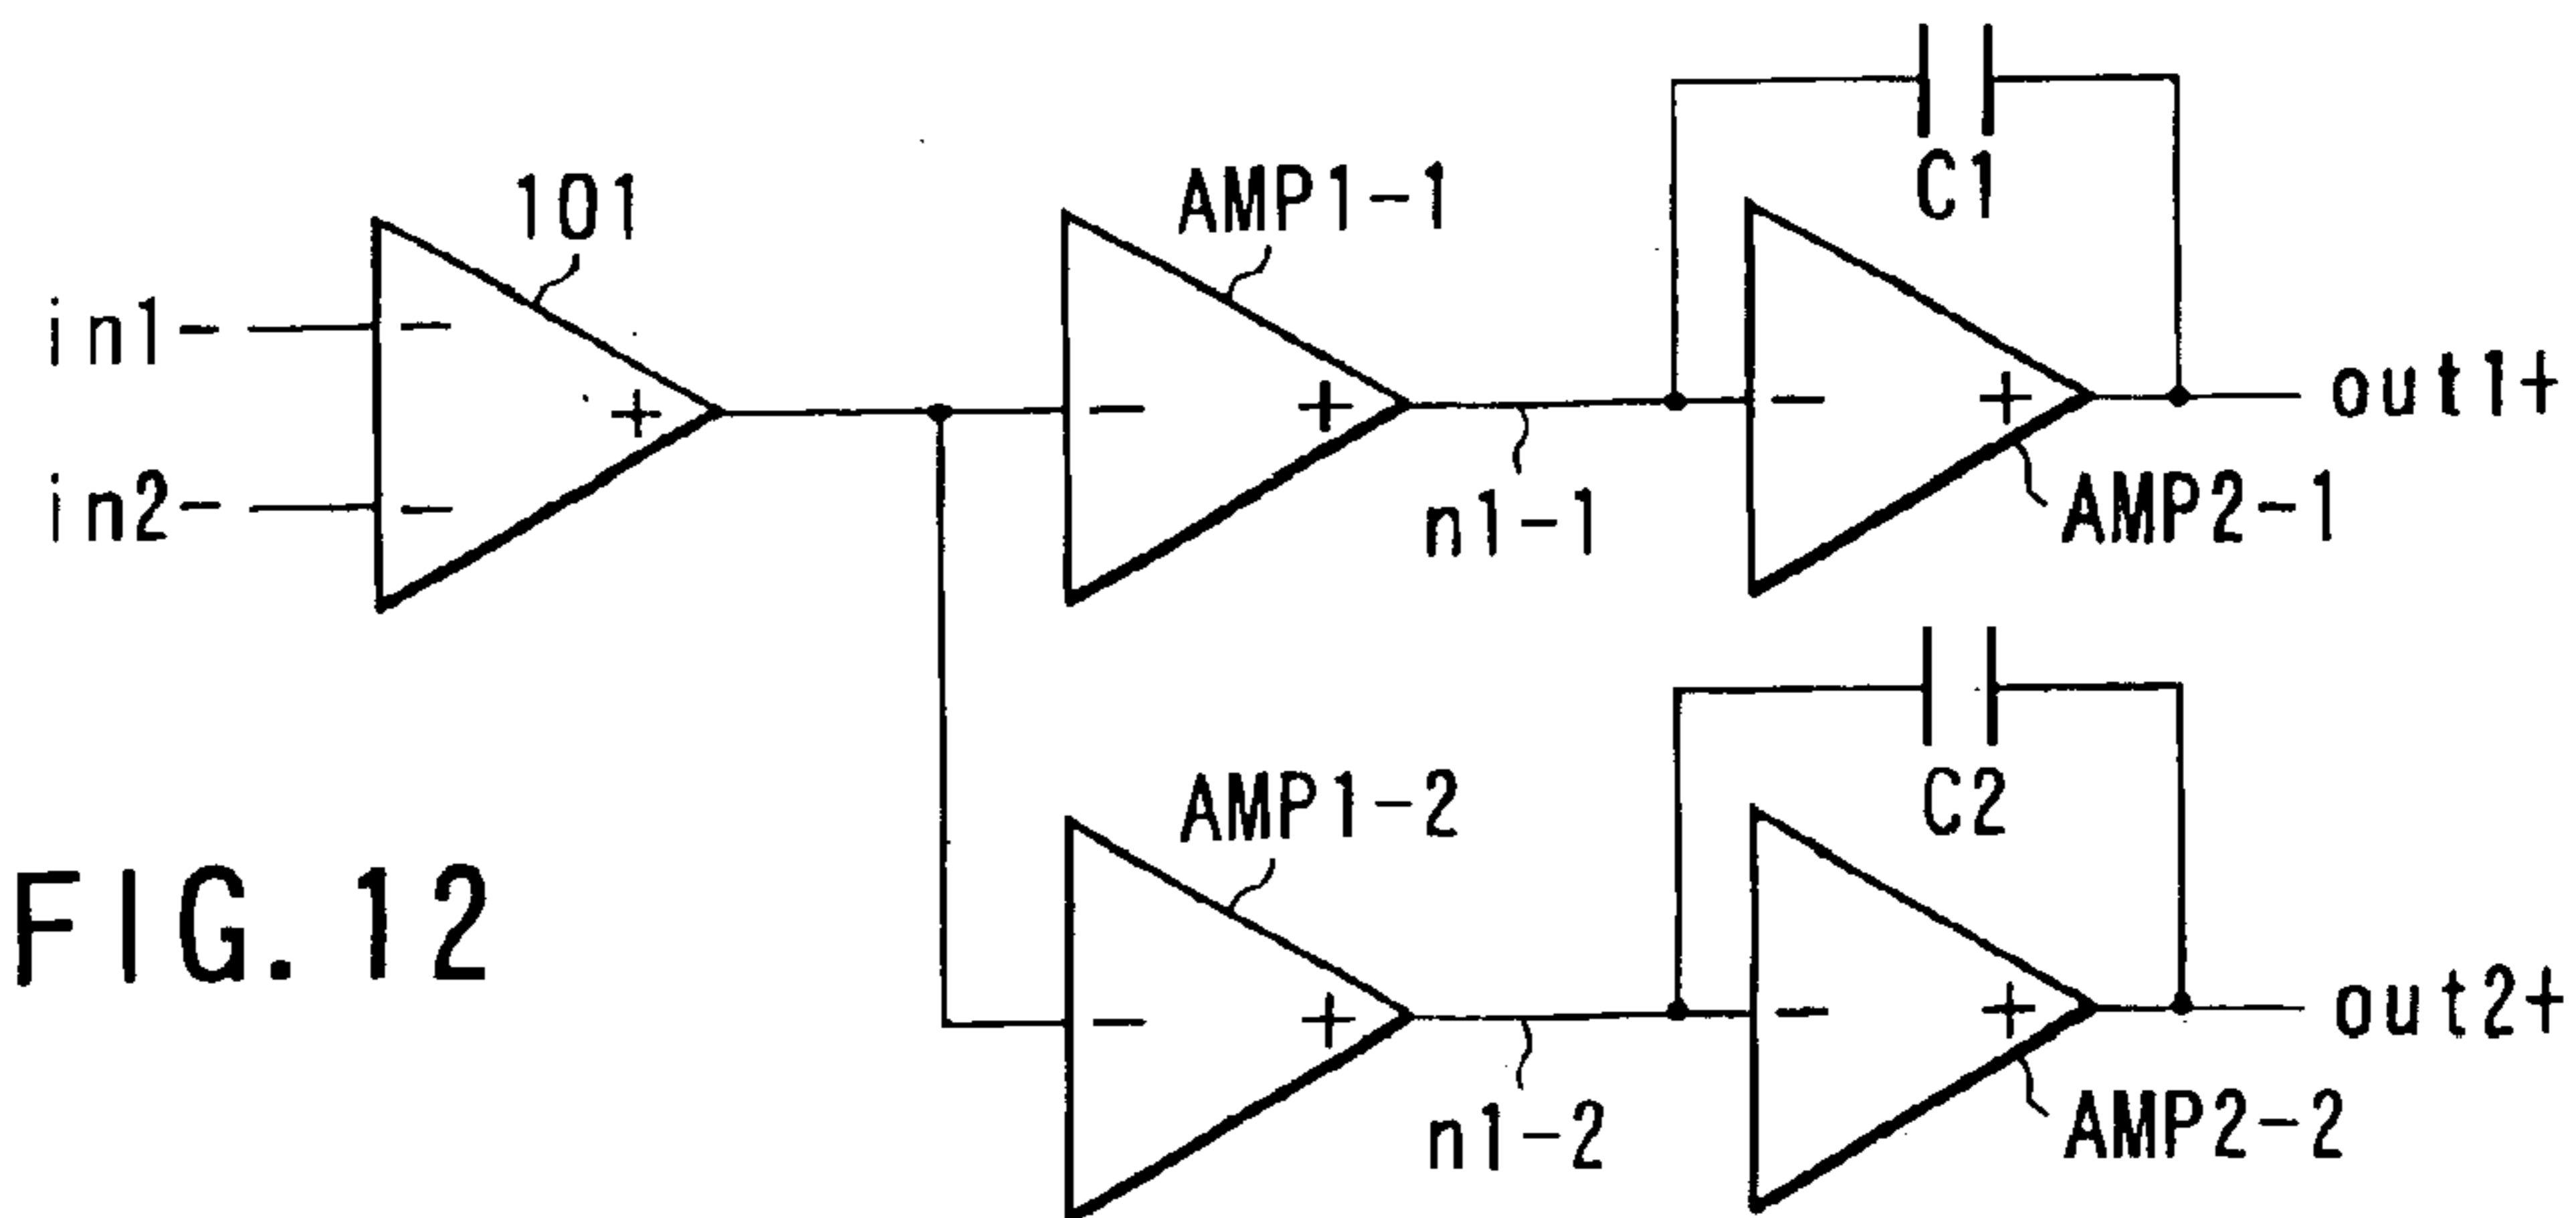 C1
101
AMP1-1
in1-
-
+
-
+
-
+
out1+
in2-
-
n1-1
AMP2-1
C2
AMP1-2
FIG.12
-
+
-
+
out2+
n1-2
AMP2-2